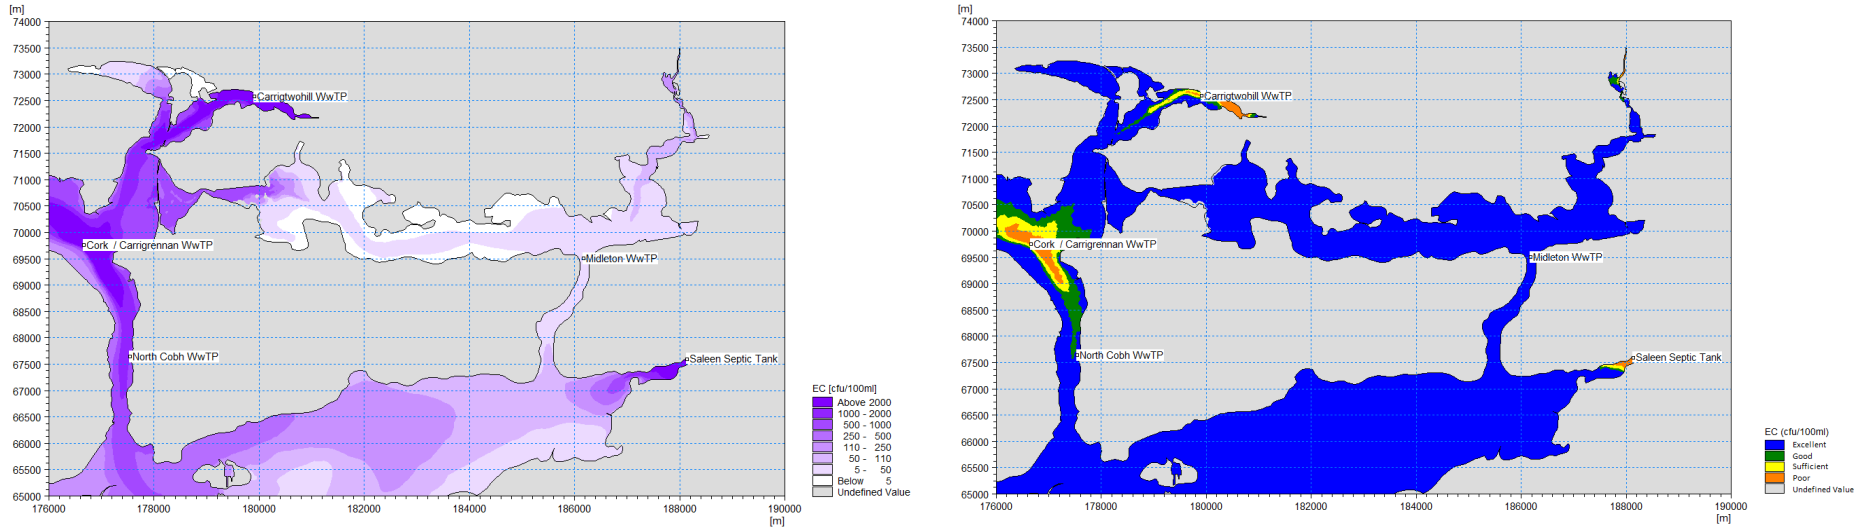 [m]
74000
73500
73000
72500
72000
71500
71000
70500
70000
69500
69000
68500
68000
67500
67000
66500
66000
65500
65000
176000 178000 180000 182000 184000 186000 188000 190000
[m]
Carrigtwohill WwTP
Cork / Carrigrennan WwTP
Midleton WwTP
North Cobh WwTP
Saleen Septic Tank
EC [cfu/100ml]
Above 2000
1000 - 2000
500 - 1000
250 - 500
110 - 250
50 - 110
5 - 50
Below 5
Undefined Value
[m]
74000
73500
73000
72500
72000
71500
71000
70500
70000
69500
69000
68500
68000
67500
67000
66500
66000
65500
65000
176000 178000 180000 182000 184000 186000 188000 190000
[m]
Carrigtwohill WwTP
Cork / Carrigrennan WwTP
Midleton WwTP
North Cobh WwTP
Saleen Septic Tank
EC (cfu/100ml)
Excellent
Good
Sufficient
Poor
Undefined Value